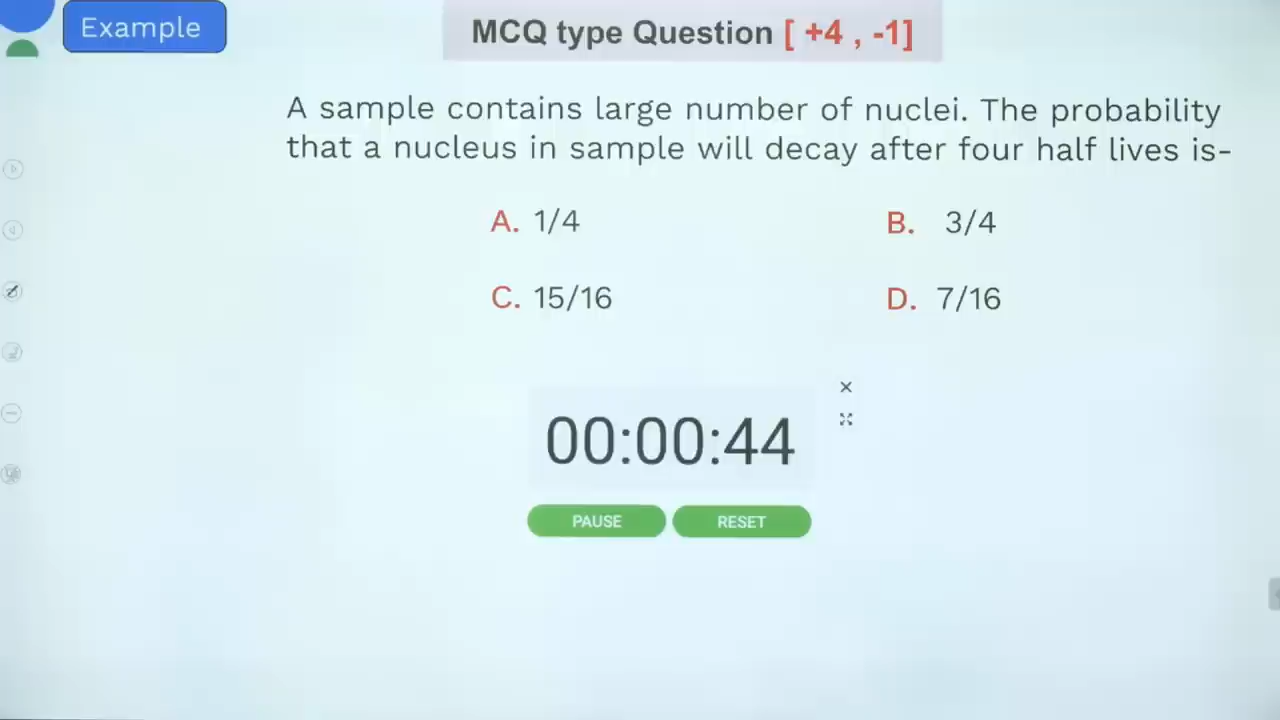 Example
MCQ type Question [ +4 , -1]
A sample contains large number of nuclei. The probability
that a nucleus in sample will decay after four half lives is-
A. 1/4
B. 3/4
C. 15/16
D. 7/16
×
00:00:44
PAUSE
RESET